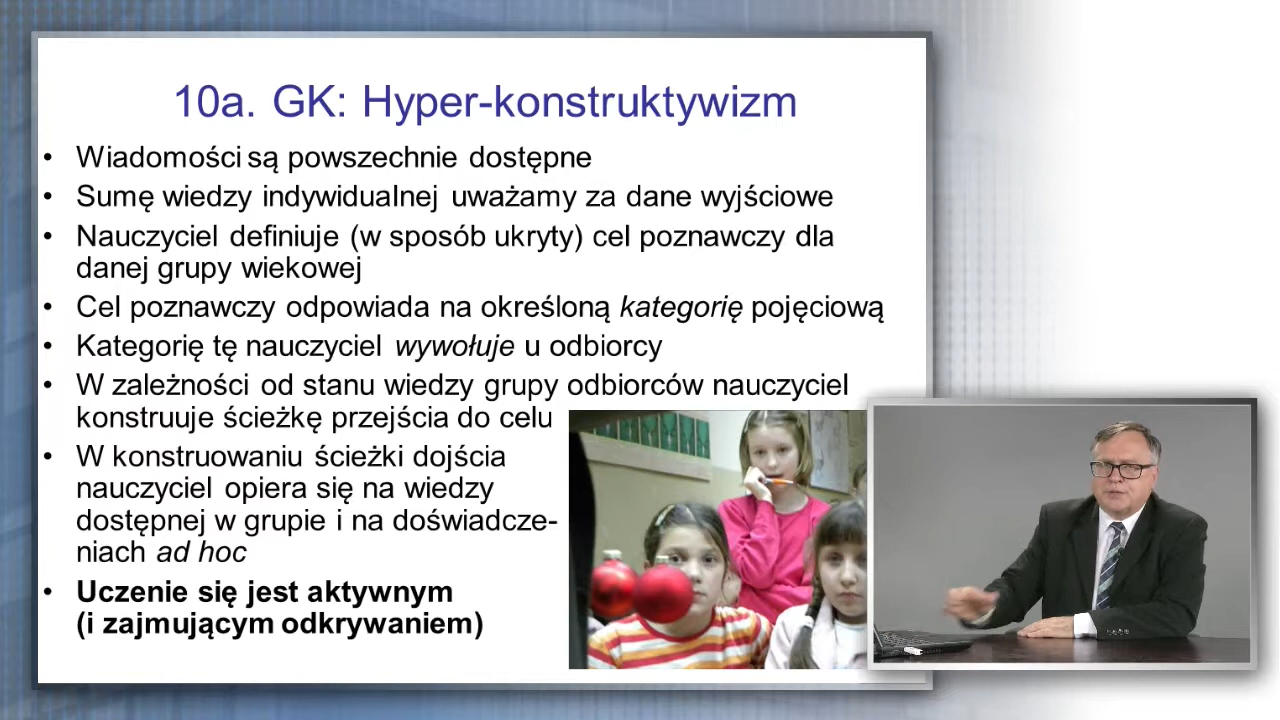 10a. GK: Hyper-konstruktywizm
• Wiadomości są powszechnie dostępne
• Sumę wiedzy indywidualnej uważamy za dane wyjściowe
• Nauczyciel definiuje (w sposób ukryty) cel poznawczy dla
danej grupy wiekowej
• Cel poznawczy odpowiada na określoną kategorię pojęciową
• Kategorię tę nauczyciel wywołuje u odbiorcy
• W zależności od stanu wiedzy grupy odbiorców nauczyciel
konstruuje ścieżkę przejścia do celu
• W konstruowaniu ścieżki dojścia
nauczyciel opiera się na wiedzy
dostępnej w grupie i na doświadcze-
niach ad hoc
• Uczenie się jest aktywnym
(i zajmującym odkrywaniem)